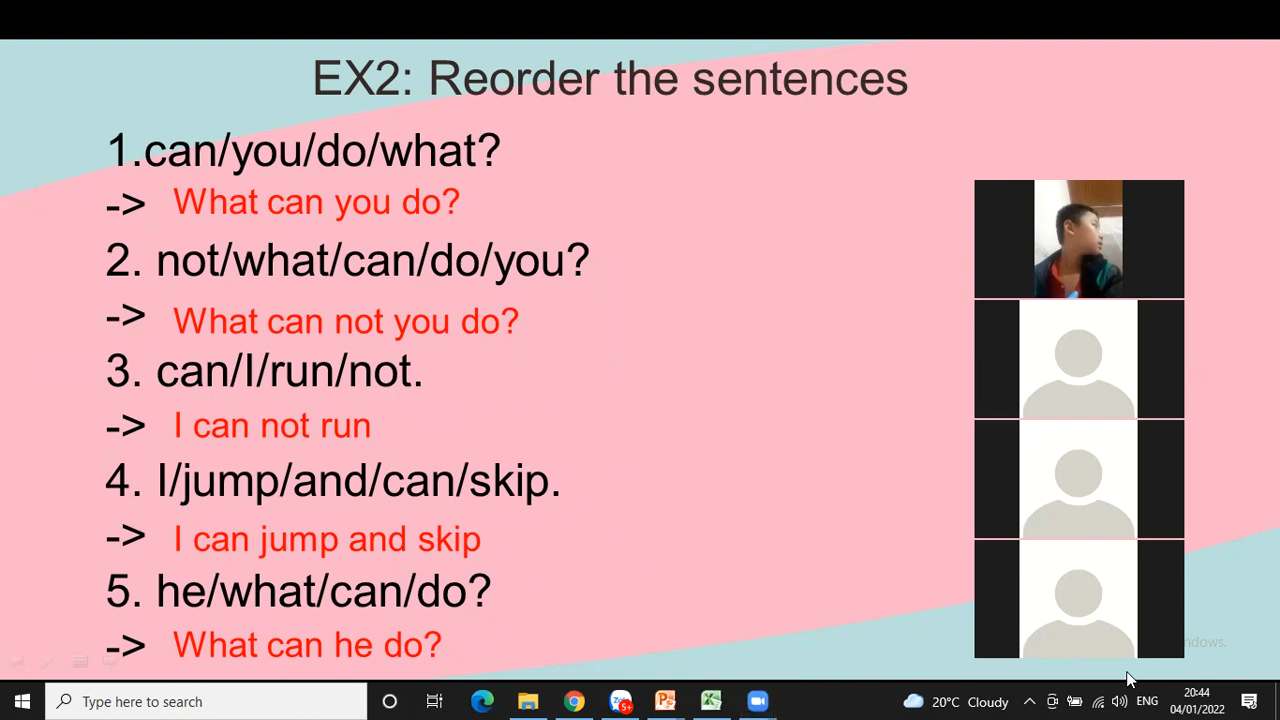 EX2: Reorder the sentences
1.can/you/do/what?
-> What can you do?
2. not/what/can/do/you?
-> What can not you do?
3. can/I/run/not.
-> I can not run
4. I/jump/and/can/skip.
-> I can jump and skip
5. he/what/can/do?
-> What can he do?
ndows.
Type here to search
5+
20°C Cloudy
ENG
20:44
04/01/2022